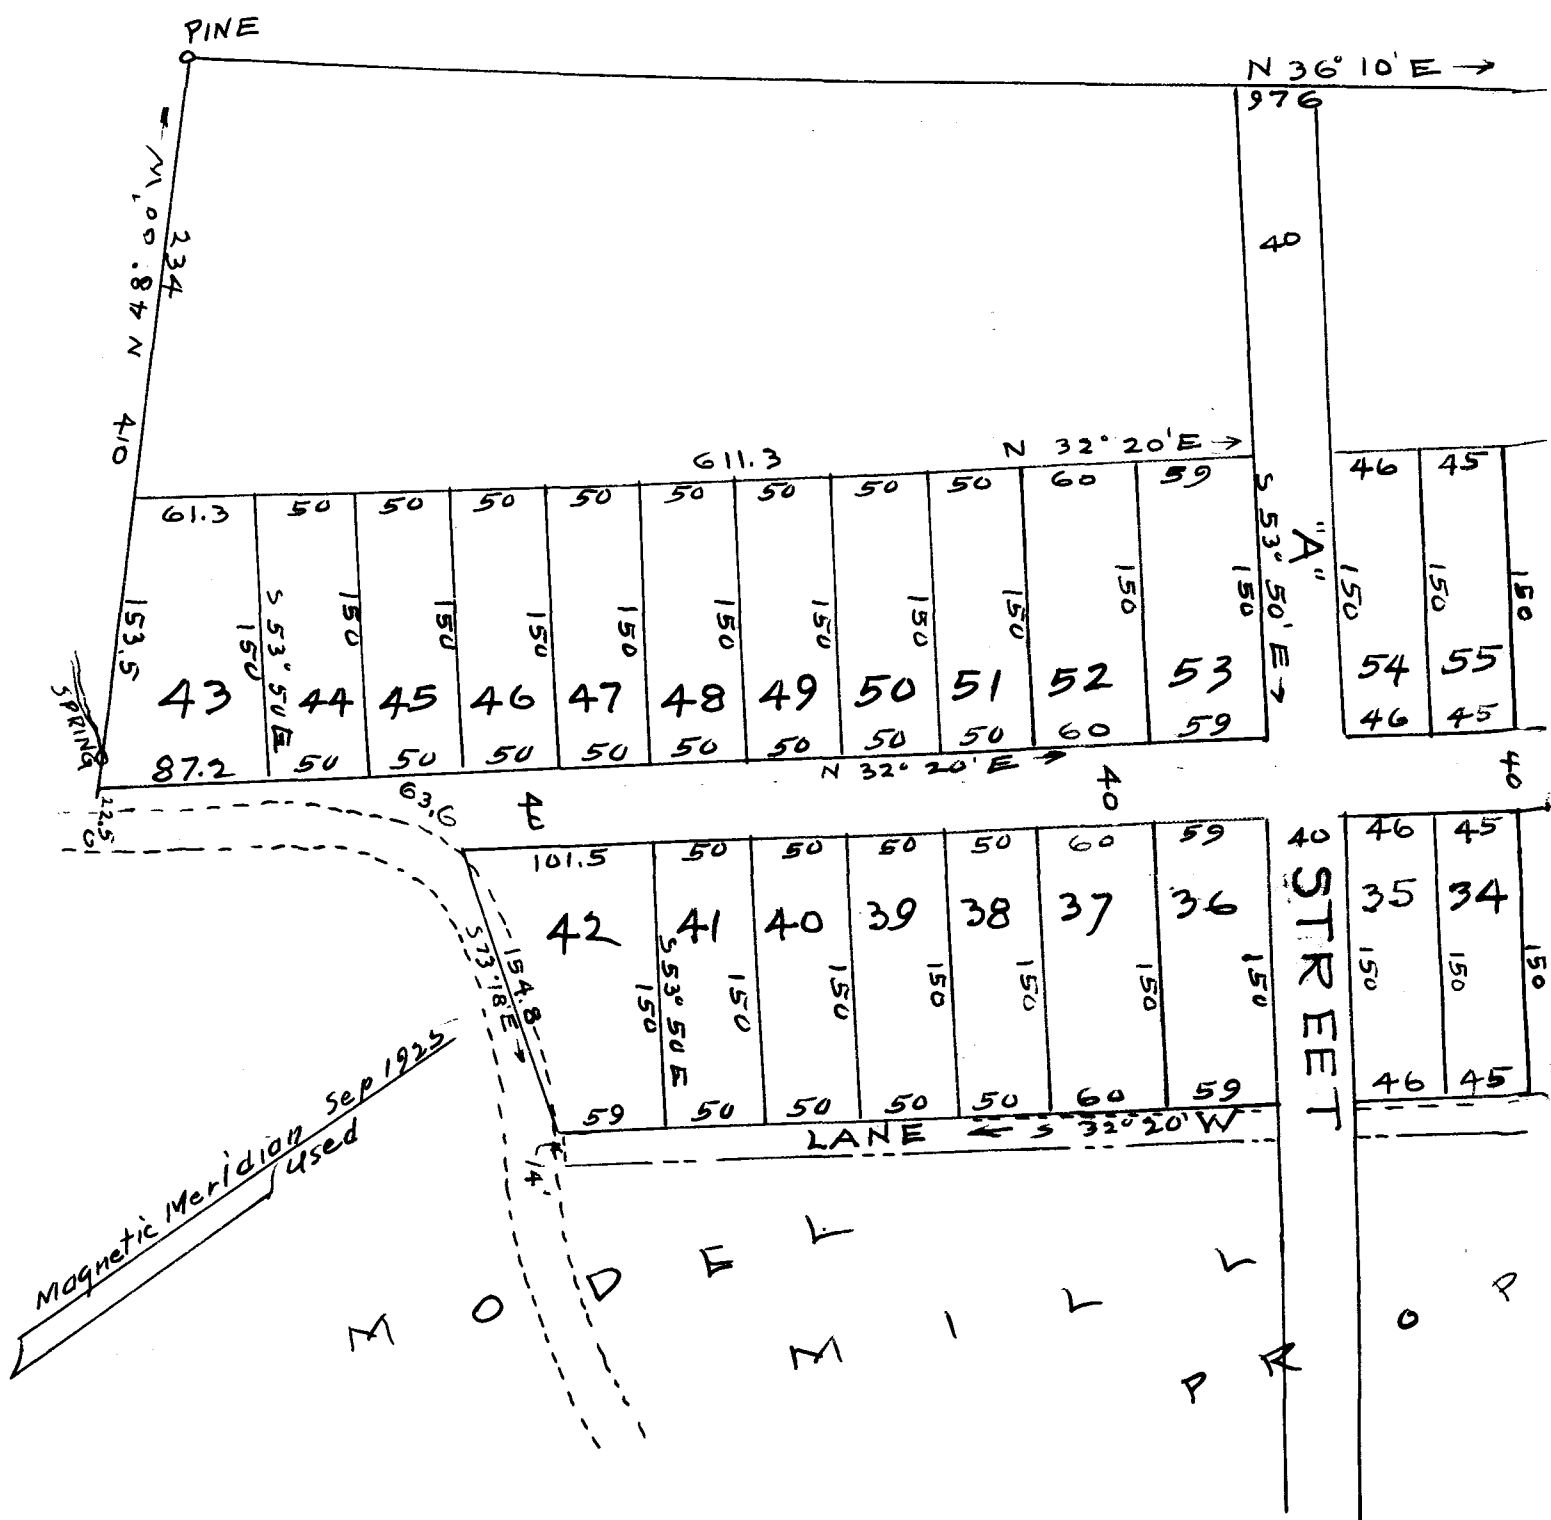 PINE
N 36° 10' E →
976
← N 48.00' W
234
410
40
611.3
N 32° 20' E →
61.3 50 50 50 50 50 50 50 50 60 59 46 45
S 53° 50' E →
"A"
153.5 150 S 53° 50 E 150 150 150 150 150 150 150 150 150 150 150 150 150
SPRING
43 44 45 46 47 48 49 50 51 52 53 54 55
87.2 50 50 50 50 50 50 50 50 60 59 46 45
N 32° 20' E →
22.5
63.6
40 40 40
101.5 50 50 50 50 60 59 40 46 45
42 41 40 39 38 37 36 35 34
STREET
154.8
S 73° 18' E →
150 S 53° 50 E 150 150 150 150 150 150 150 150 150
59 50 50 50 50 60 59 46 45
LANE ← S 32° 20' W
14'
Magnetic Meridian Sep 1925
Used
MODEL MILL PROP